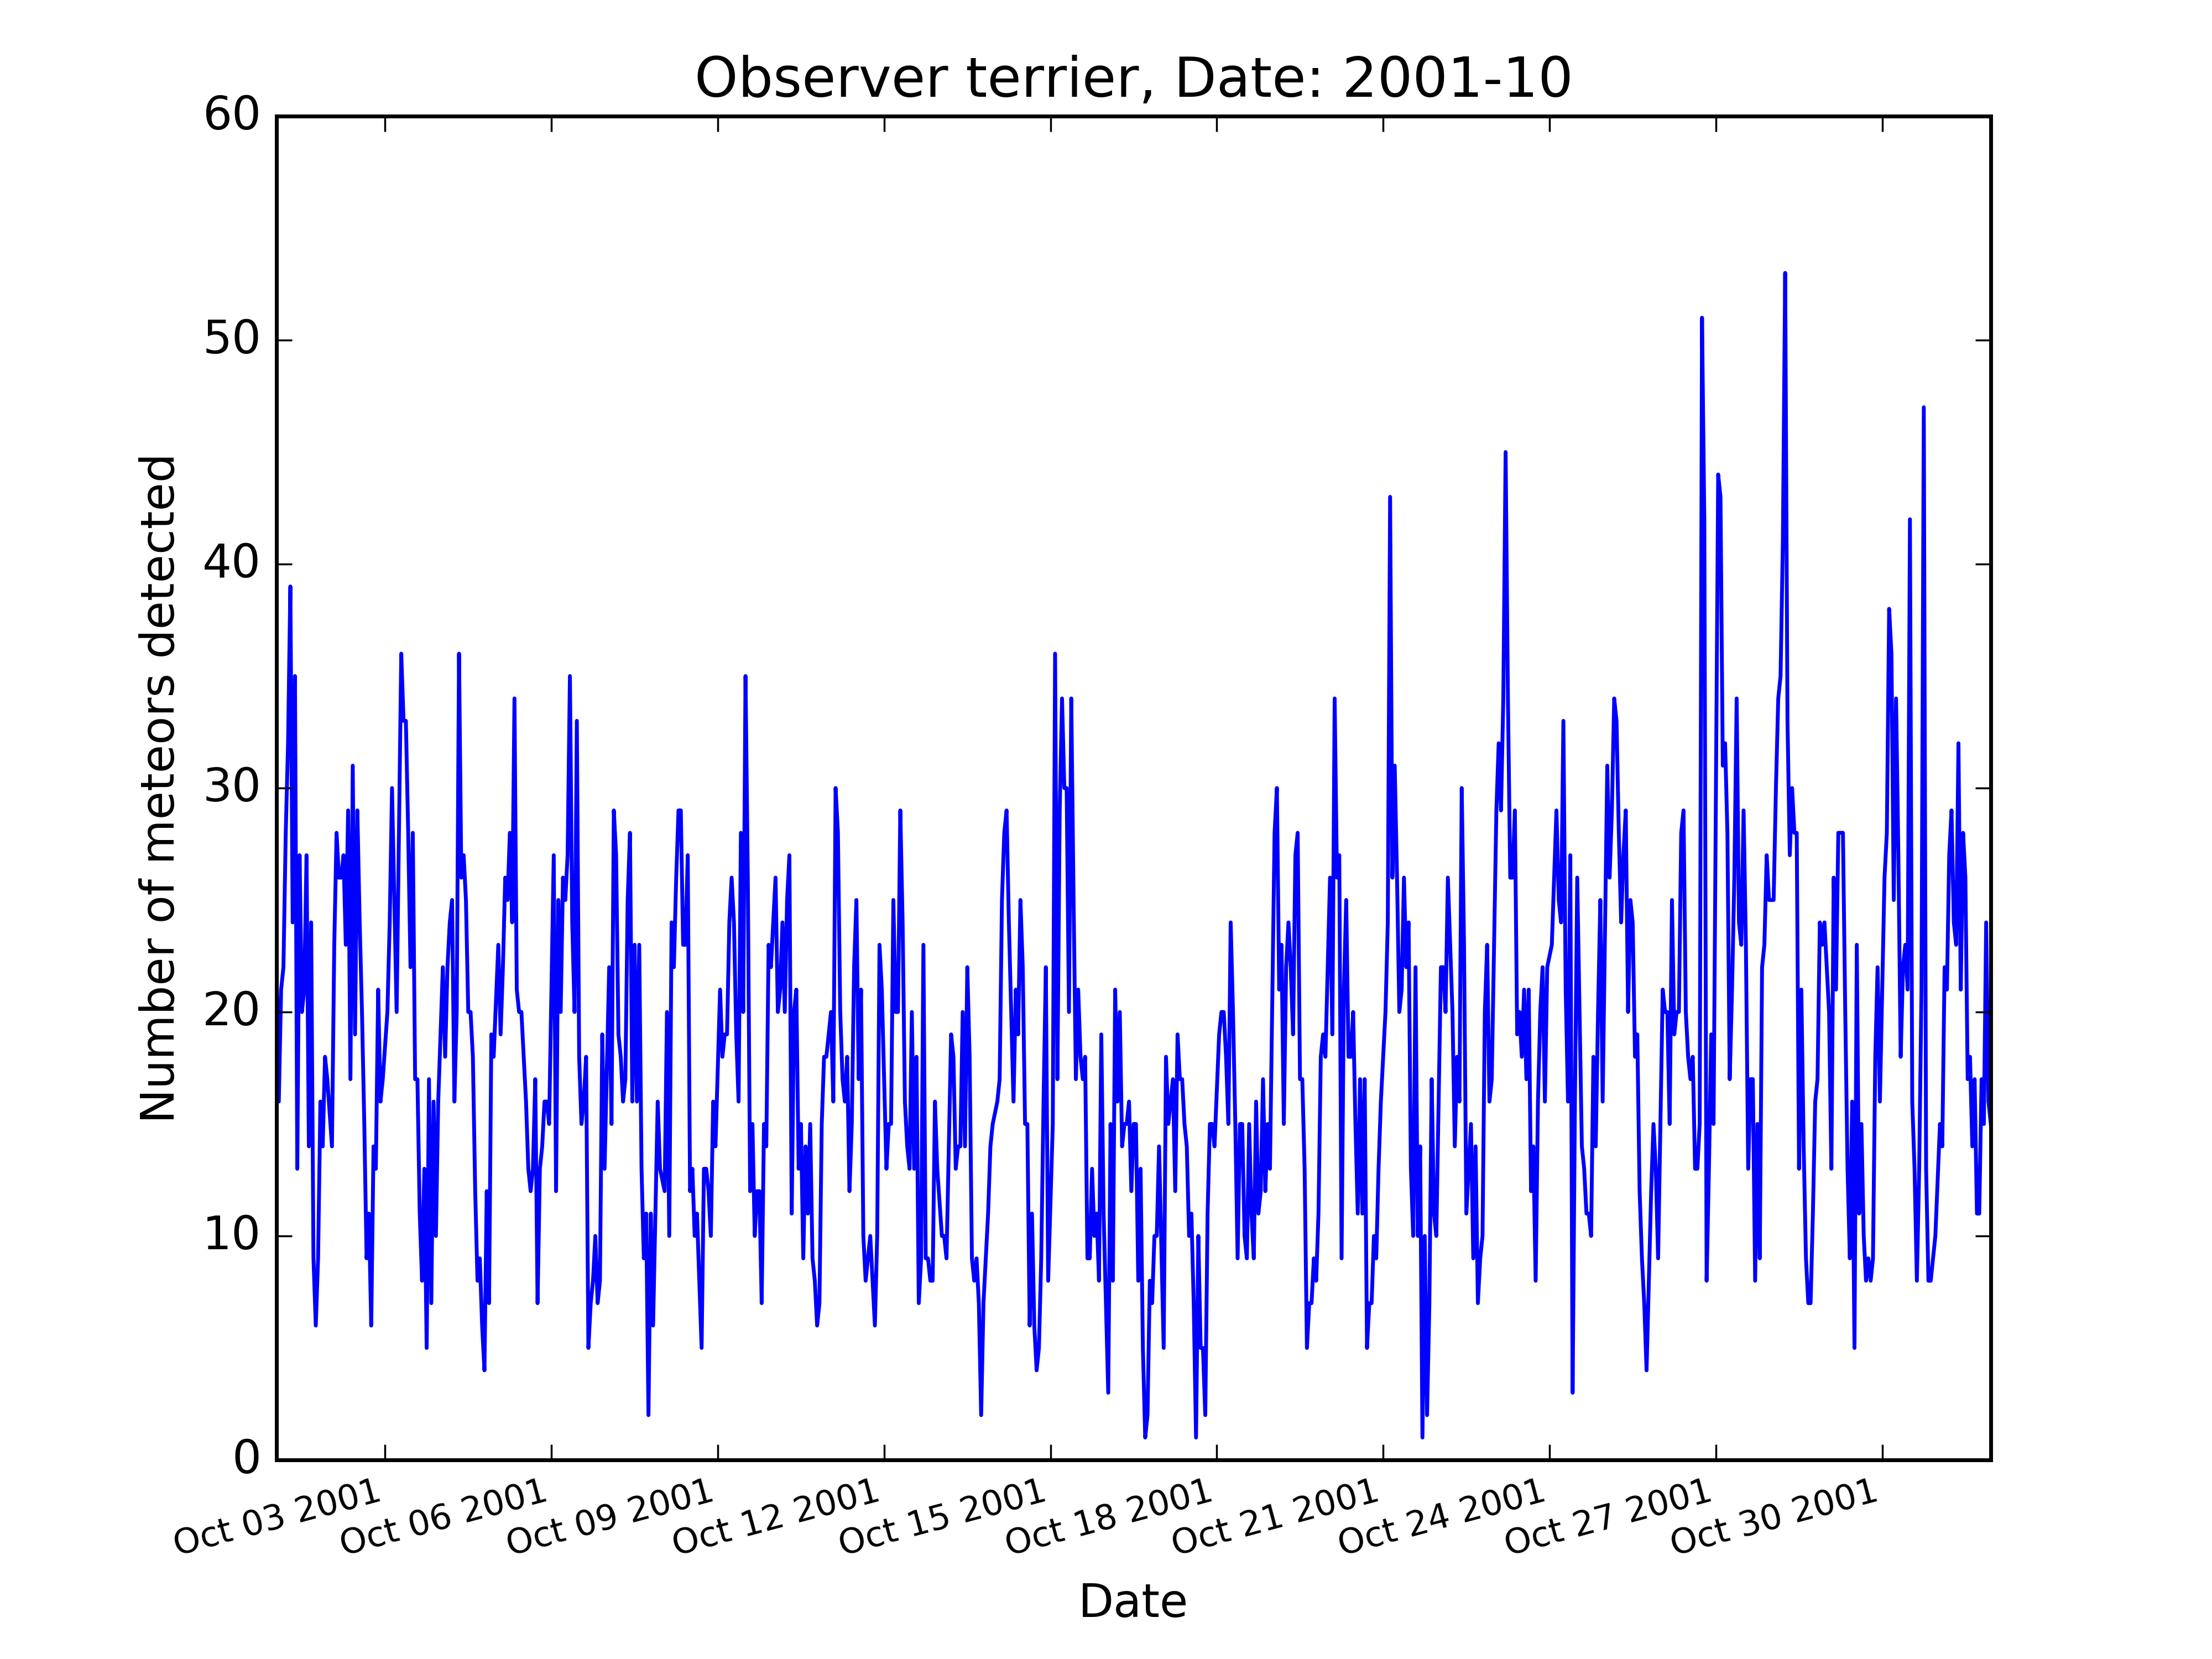 Observer terrier, Date: 2001-10
60
50
40
30
20
10
0
Number of meteors detected
Oct 03 2001
Oct 06 2001
Oct 09 2001
Oct 12 2001
Oct 15 2001
Oct 18 2001
Oct 21 2001
Oct 24 2001
Oct 27 2001
Oct 30 2001
Date